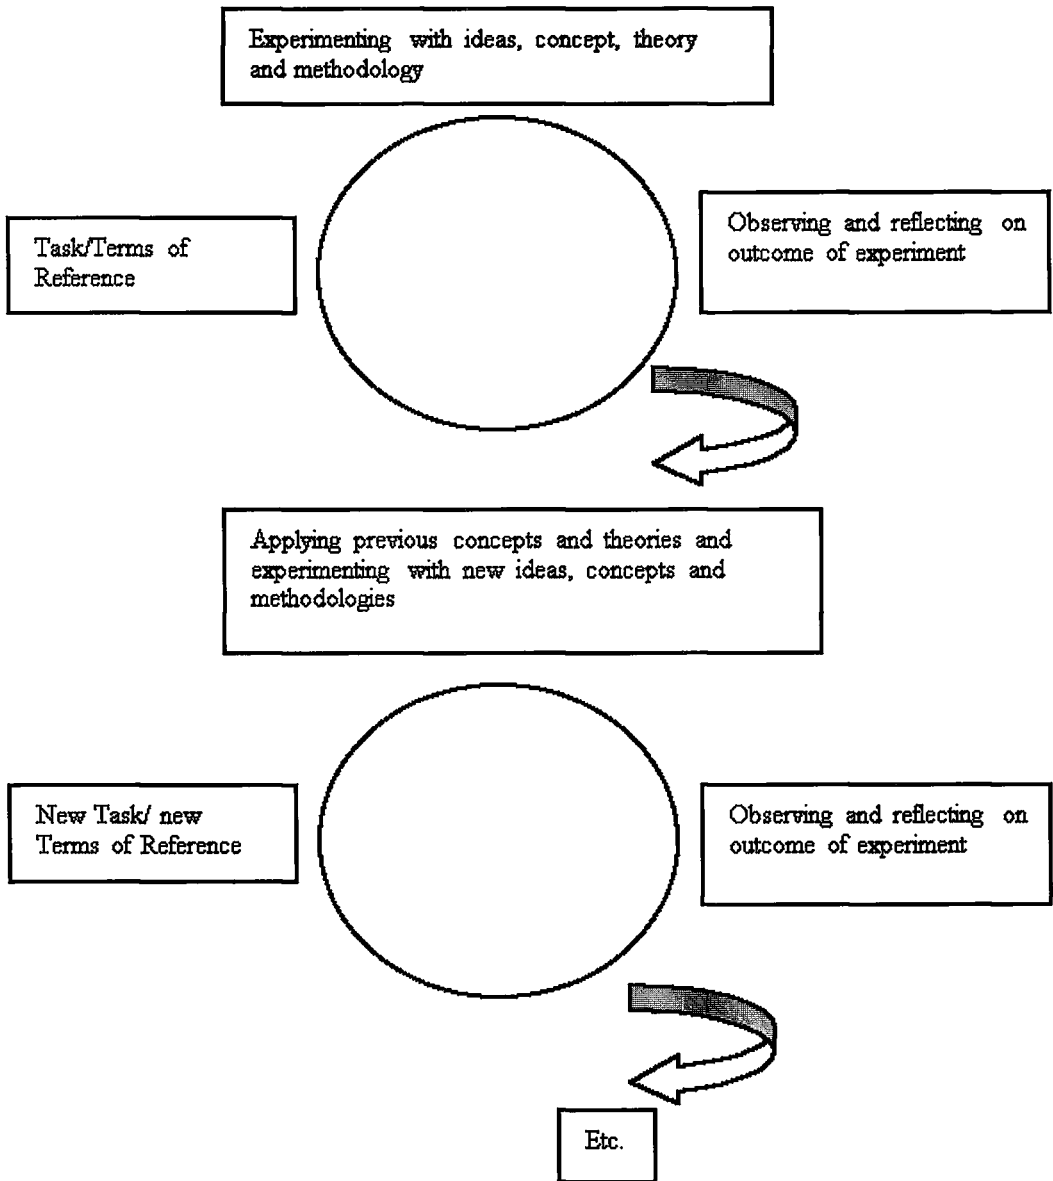 Experimenting with ideas, concept, theory
and methodology
Task/Terms of
Reference
Observing and reflecting on
outcome of experiment
Applying previous concepts and theories and
experimenting with new ideas, concepts and
methodologies
New Task/ new
Terms of Reference
Observing and reflecting on
outcome of experiment
Etc.